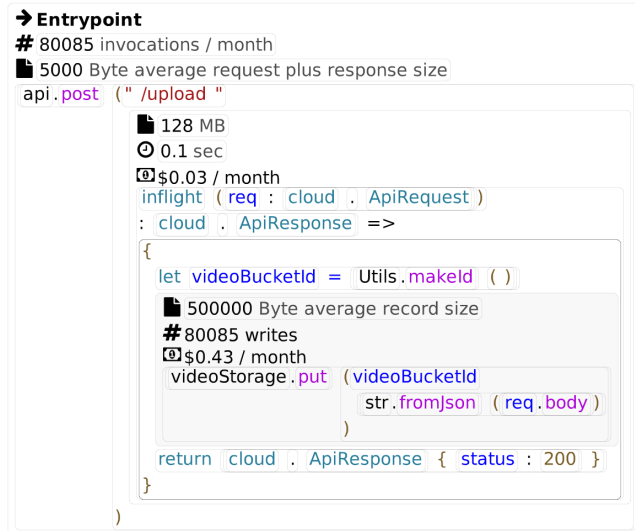 ➔ Entrypoint
# 80085 invocations / month
5000 Byte average request plus response size
api.post (" /upload "
128 MB
0.1 sec
$0.03 / month
inflight (req : cloud . ApiRequest)
: cloud . ApiResponse =>
{
let videoBucketId = Utils.makeId ( )
500000 Byte average record size
# 80085 writes
$0.43 / month
videoStorage.put (videoBucketId
str.fromJson (req.body)
)
return cloud . ApiResponse { status : 200 }
}
)